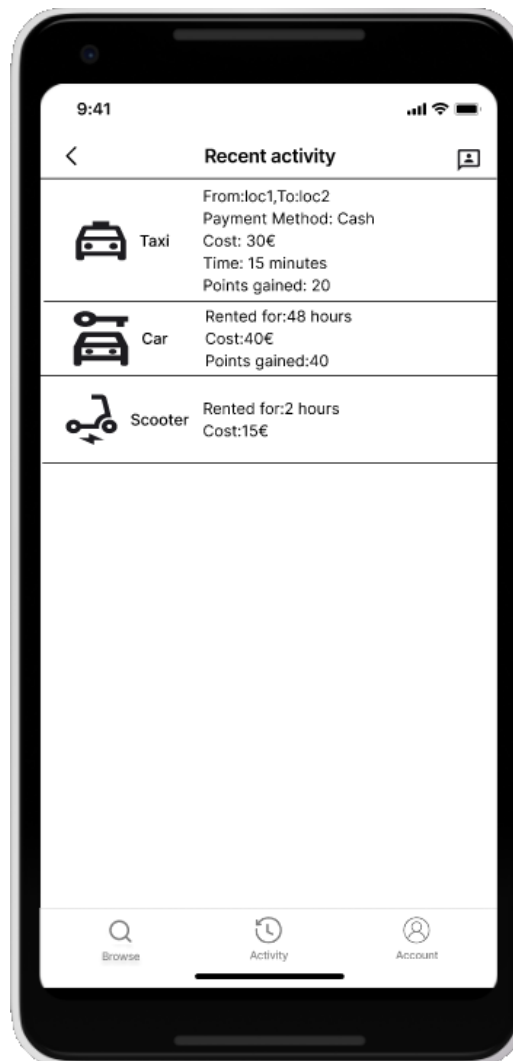 9:41
Recent activity
From:loc1,To:loc2
Payment Method: Cash
Taxi
Cost: 30€
Time: 15 minutes
Points gained: 20
Rented for:48 hours
Car
Cost:40€
Points gained:40
Scooter
Rented for:2 hours
Cost:15€
Browse
Activity
Account